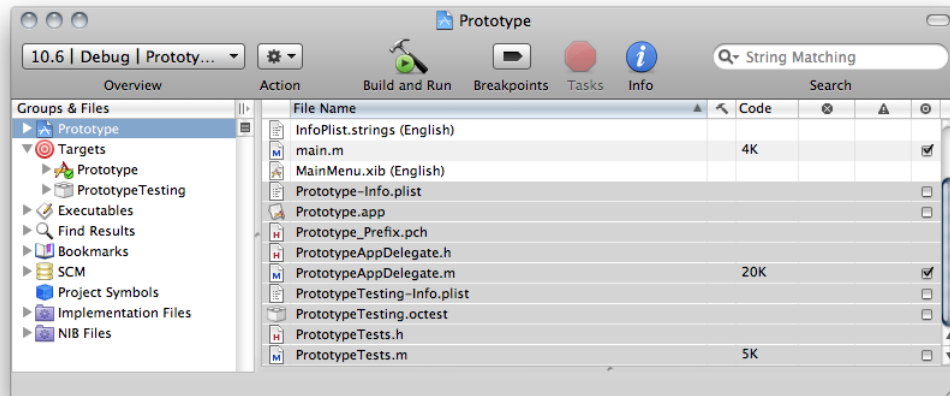 Prototype
10.6 | Debug | Prototy...
String Matching
Overview
Action
Build and Run
Breakpoints
Tasks
Info
Search
Groups & Files
File Name
Code
Prototype
Targets
Prototype
PrototypeTesting
Executables
Find Results
Bookmarks
SCM
Project Symbols
Implementation Files
NIB Files
InfoPlist.strings (English)
main.m 4K
MainMenu.xib (English)
Prototype-Info.plist
Prototype.app
Prototype_Prefix.pch
PrototypeAppDelegate.h
PrototypeAppDelegate.m 20K
PrototypeTesting-Info.plist
PrototypeTesting.octest
PrototypeTests.h
PrototypeTests.m 5K